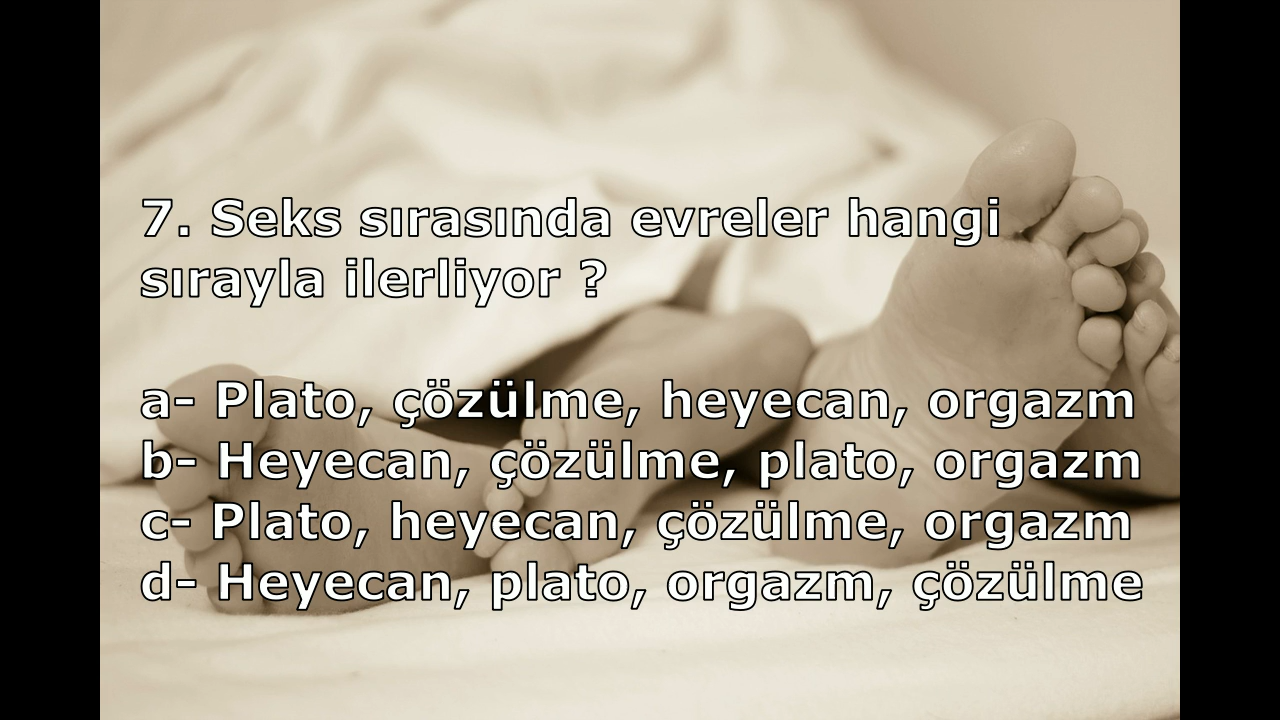 7. Seks sırasında evreler hangi
sırayla ilerliyor ?
a- Plato, çözülme, heyecan, orgazm
b- Heyecan, çözülme, plato, orgazm
c- Plato, heyecan, çözülme, orgazm
d- Heyecan, plato, orgazm, çözülme